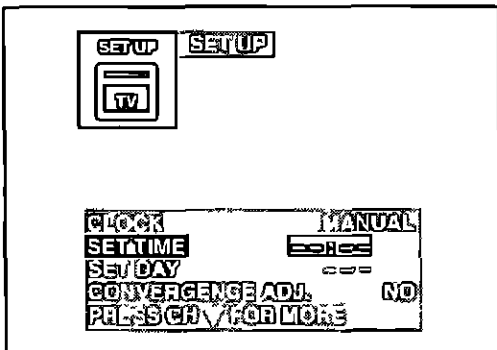 SET UP
SET UP
TV
CLOCK MANUAL
SET TIME --:--
SET DAY ---
CONVERGENCE ADJ. NO
PRESS CH ∨ FOR MORE